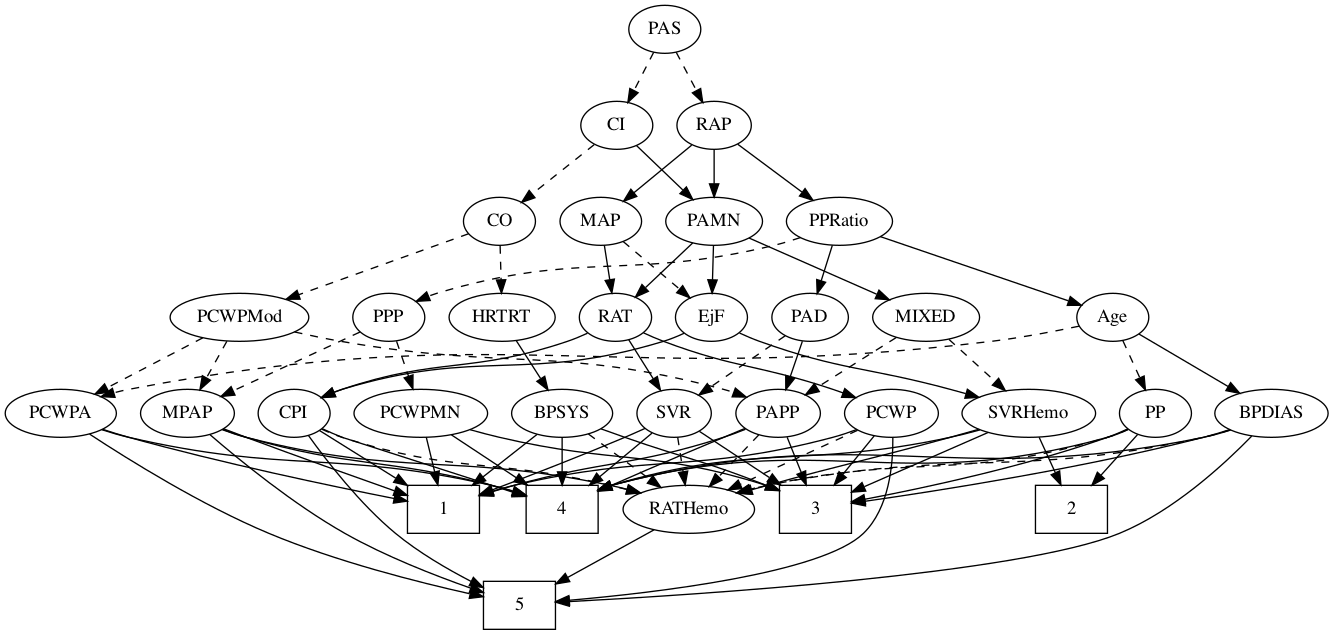 PAS
CI RAP
CO MAP PAMN PPRatio
PCWPMod PPP HRTRT RAT EjF PAD MIXED Age
PCWPA MPAP CPI PCWPMN BPSYS SVR PAPP PCWP SVRHemo PP BPDIAS
1 4 RATHemo 3 2
5